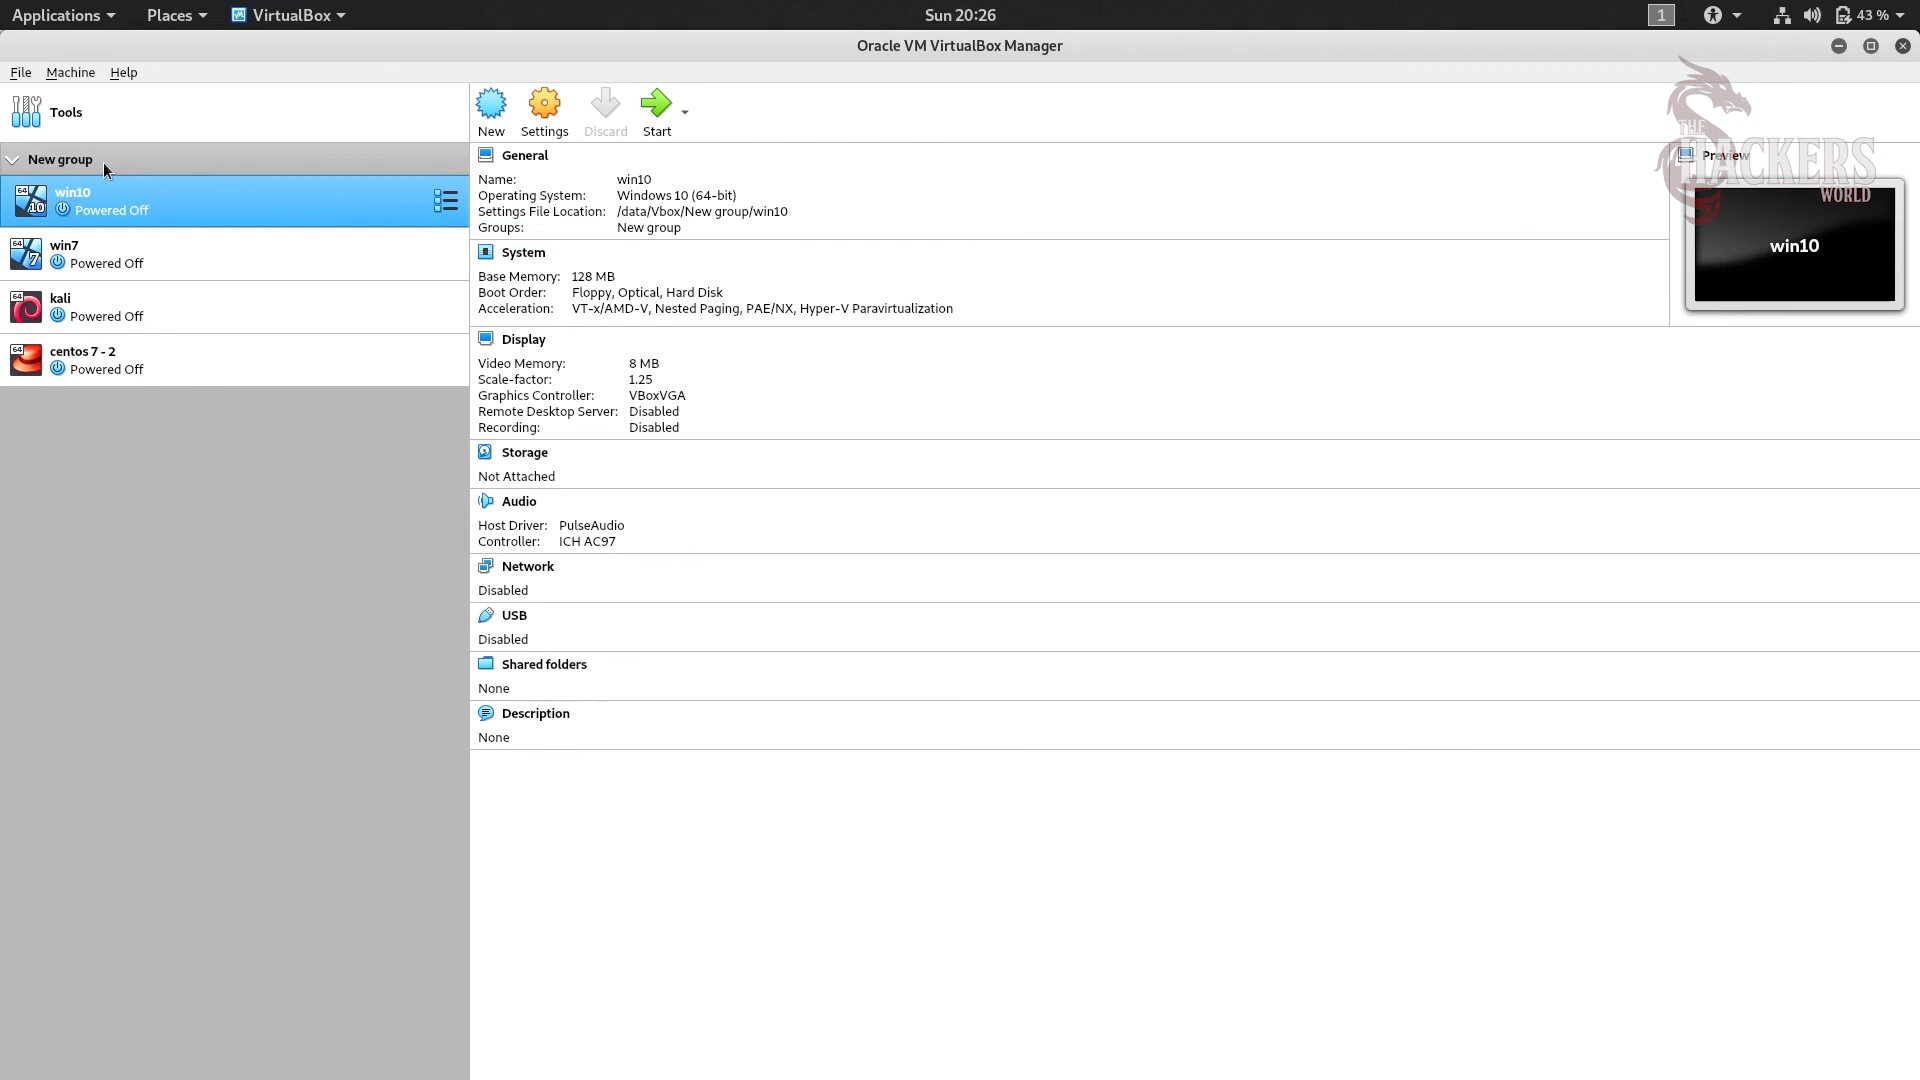 Applications Places VirtualBox Sun 20:26 1 43 %
Oracle VM VirtualBox Manager
File Machine Help
Tools
New Settings Discard Start
New group
64 10 win10
Powered Off
64 7 win7
Powered Off
64 kali
Powered Off
64 centos 7 - 2
Powered Off
General
Name: win10
Operating System: Windows 10 (64-bit)
Settings File Location: /data/Vbox/New group/win10
Groups: New group
System
Base Memory: 128 MB
Boot Order: Floppy, Optical, Hard Disk
Acceleration: VT-x/AMD-V, Nested Paging, PAE/NX, Hyper-V Paravirtualization
Display
Video Memory: 8 MB
Scale-factor: 1.25
Graphics Controller: VBoxVGA
Remote Desktop Server: Disabled
Recording: Disabled
Storage
Not Attached
Audio
Host Driver: PulseAudio
Controller: ICH AC97
Network
Disabled
USB
Disabled
Shared folders
None
Description
None
Preview
win10
THE
HACKERS
WORLD